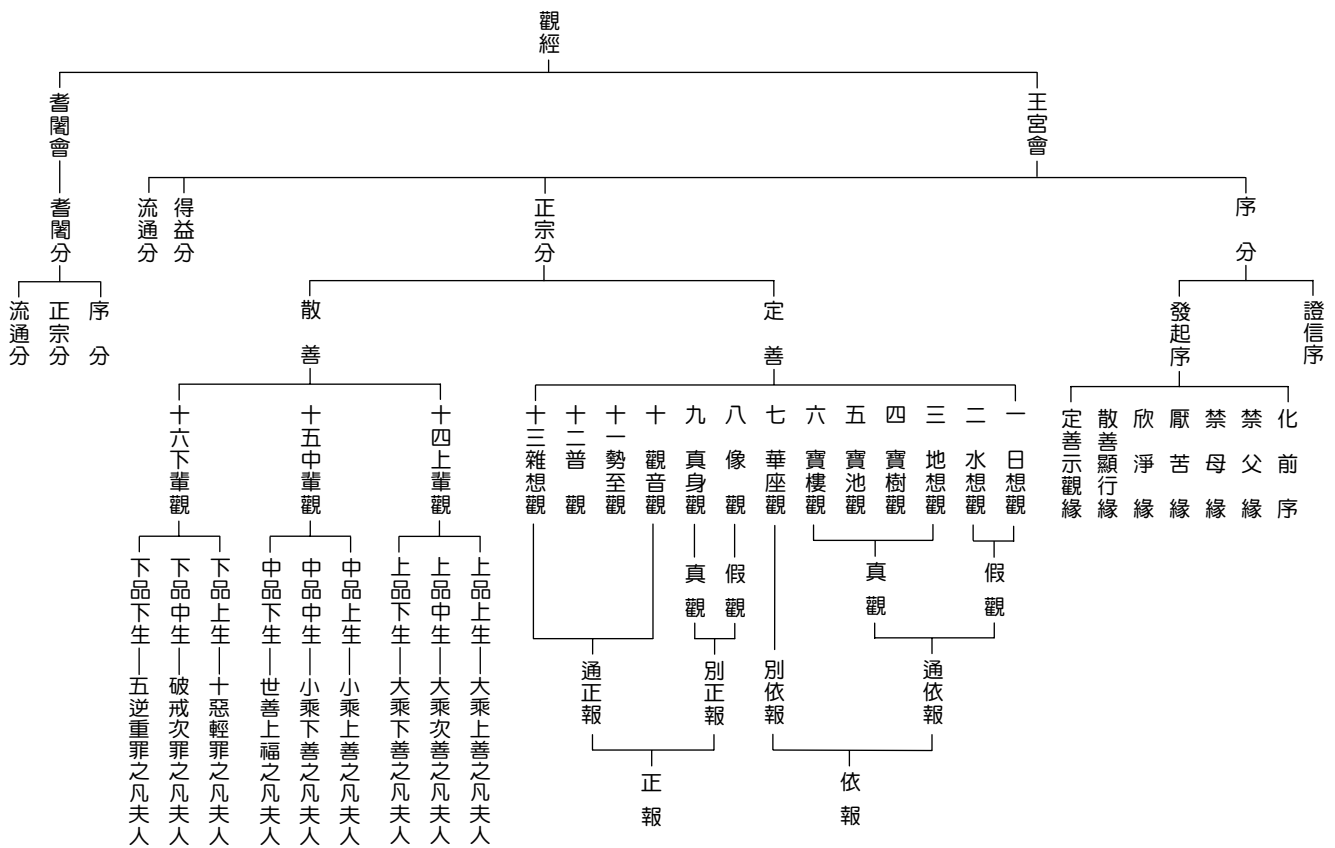 觀經
王宮會
耆闍會
序分
正宗分
得益分
流通分
耆闍分
證信序
發起序
定善
散善
序分
正宗分
流通分
化前序
禁父緣
禁母緣
厭苦緣
欣淨緣
散善顯行緣
定善示觀緣
一日想觀
二水想觀
三地想觀
四寶樹觀
五寶池觀
六寶樓觀
七華座觀
八像觀
九真身觀
十觀音觀
十一勢至觀
十二普觀
十三雜想觀
十四上輩觀
十五中輩觀
十六下輩觀
假觀
真觀
假觀
真觀
通依報
別依報
別正報
通正報
依報
正報
上品上生—大乘上善之凡夫人
上品中生—大乘次善之凡夫人
上品下生—大乘下善之凡夫人
中品上生—小乘上善之凡夫人
中品中生—小乘下善之凡夫人
中品下生—世善上福之凡夫人
下品上生—十惡輕罪之凡夫人
下品中生—破戒次罪之凡夫人
下品下生—五逆重罪之凡夫人